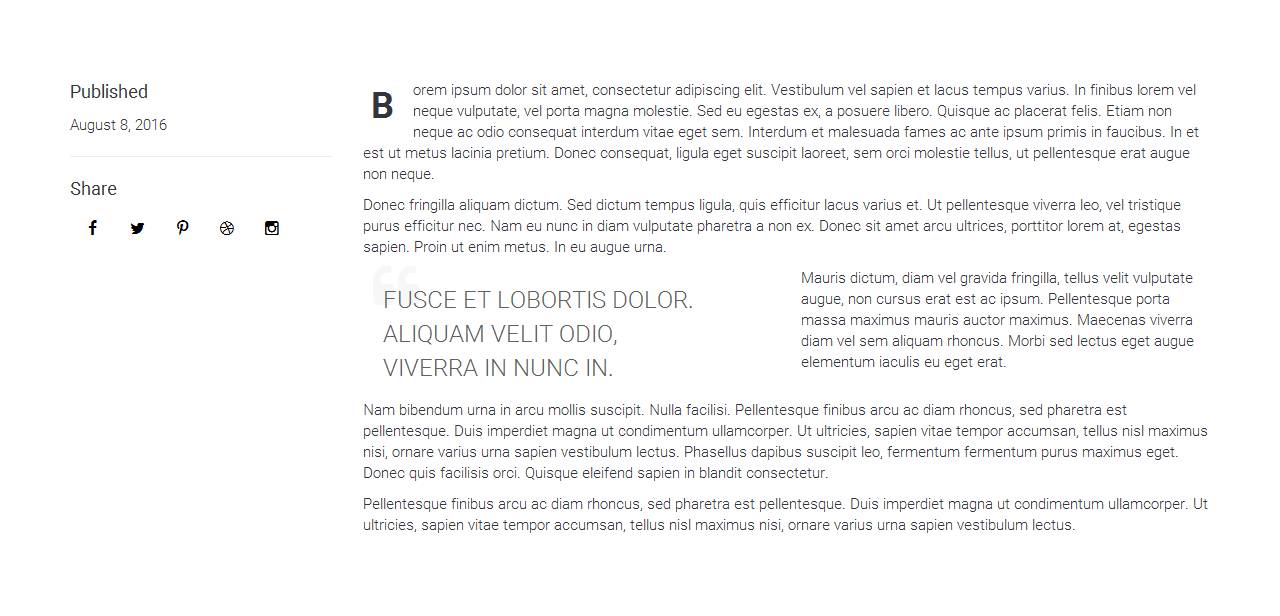 Published
August 8, 2016
Share
B
orem ipsum dolor sit amet, consectetur adipiscing elit. Vestibulum vel sapien et lacus tempus varius. In finibus lorem vel
neque vulputate, vel porta magna molestie. Sed eu egestas ex, a posuere libero. Quisque ac placerat felis. Etiam non
neque ac odio consequat interdum vitae eget sem. Interdum et malesuada fames ac ante ipsum primis in faucibus. In et
est ut metus lacinia pretium. Donec consequat, ligula eget suscipit laoreet, sem orci molestie tellus, ut pellentesque erat augue
non neque.
Donec fringilla aliquam dictum. Sed dictum tempus ligula, quis efficitur lacus varius et. Ut pellentesque viverra leo, vel tristique
purus efficitur nec. Nam eu nunc in diam vulputate pharetra a non ex. Donec sit amet arcu ultrices, porttitor lorem at, egestas
sapien. Proin ut enim metus. In eu augue urna.
“
FUSCE ET LOBORTIS DOLOR.
ALIQUAM VELIT ODIO,
VIVERRA IN NUNC IN.
Mauris dictum, diam vel gravida fringilla, tellus velit vulputate
augue, non cursus erat est ac ipsum. Pellentesque porta
massa maximus mauris auctor maximus. Maecenas viverra
diam vel sem aliquam rhoncus. Morbi sed lectus eget augue
elementum iaculis eu eget erat.
Nam bibendum urna in arcu mollis suscipit. Nulla facilisi. Pellentesque finibus arcu ac diam rhoncus, sed pharetra est
pellentesque. Duis imperdiet magna ut condimentum ullamcorper. Ut ultricies, sapien vitae tempor accumsan, tellus nisl maximus
nisi, ornare varius urna sapien vestibulum lectus. Phasellus dapibus suscipit leo, fermentum fermentum purus maximus eget.
Donec quis facilisis orci. Quisque eleifend sapien in blandit consectetur.
Pellentesque finibus arcu ac diam rhoncus, sed pharetra est pellentesque. Duis imperdiet magna ut condimentum ullamcorper. Ut
ultricies, sapien vitae tempor accumsan, tellus nisl maximus nisi, ornare varius urna sapien vestibulum lectus.